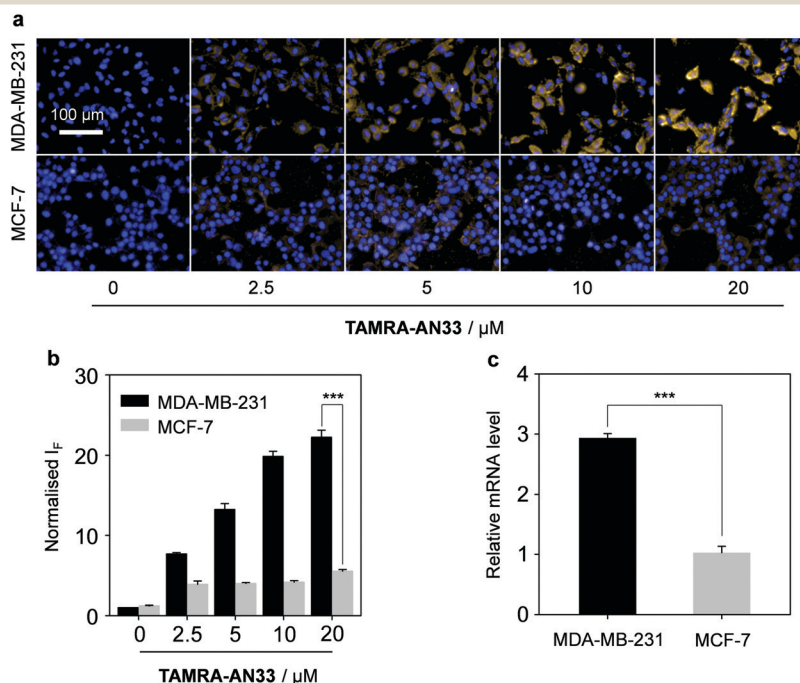 a
MDA-MB-231
100 µm
MCF-7
0 2.5 5 10 20
TAMRA-AN33 / µM
b
30
20
10
0
Normalised I_F
MDA-MB-231
MCF-7
***
0 2.5 5 10 20
TAMRA-AN33 / µM
c
4
3
2
1
0
Relative mRNA level
***
MDA-MB-231 MCF-7